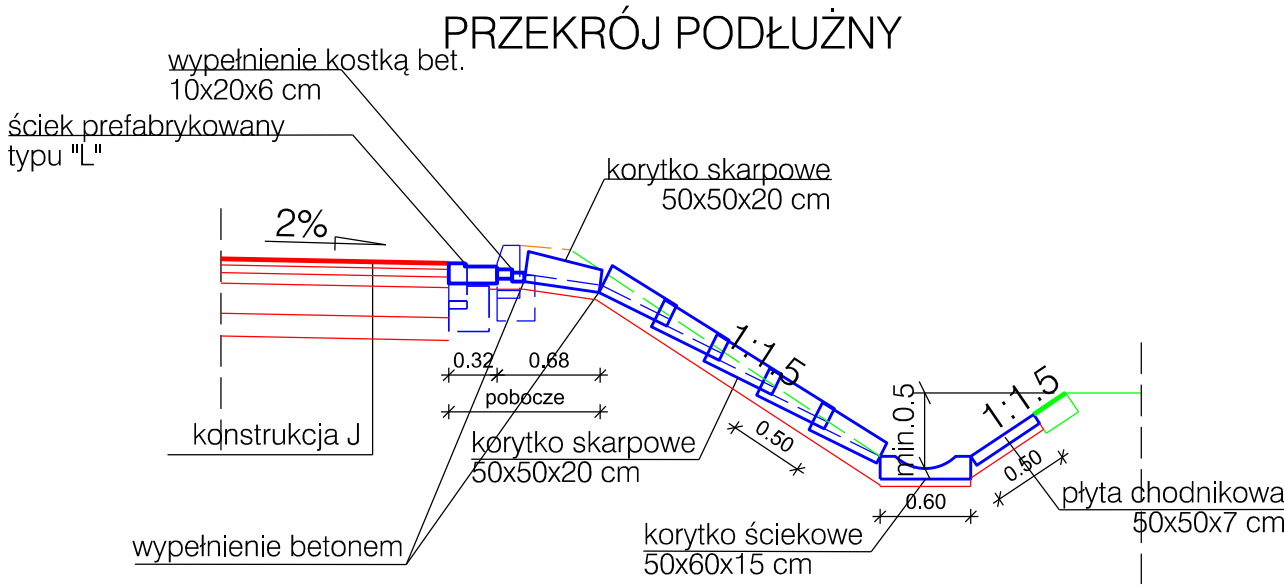 PRZEKRÓJ PODŁUŻNY
wypełnienie kostką bet.
10x20x6 cm
ściek prefabrykowany
typu "L"
korytko skarpowe
50x50x20 cm
2%
1:1.5
0.32
0.68
pobocze
min.0.5
1:1.5
konstrukcja J
korytko skarpowe
50x50x20 cm
0.50
0.50
0.60
płyta chodnikowa
50x50x7 cm
wypełnienie betonem
korytko ściekowe
50x60x15 cm